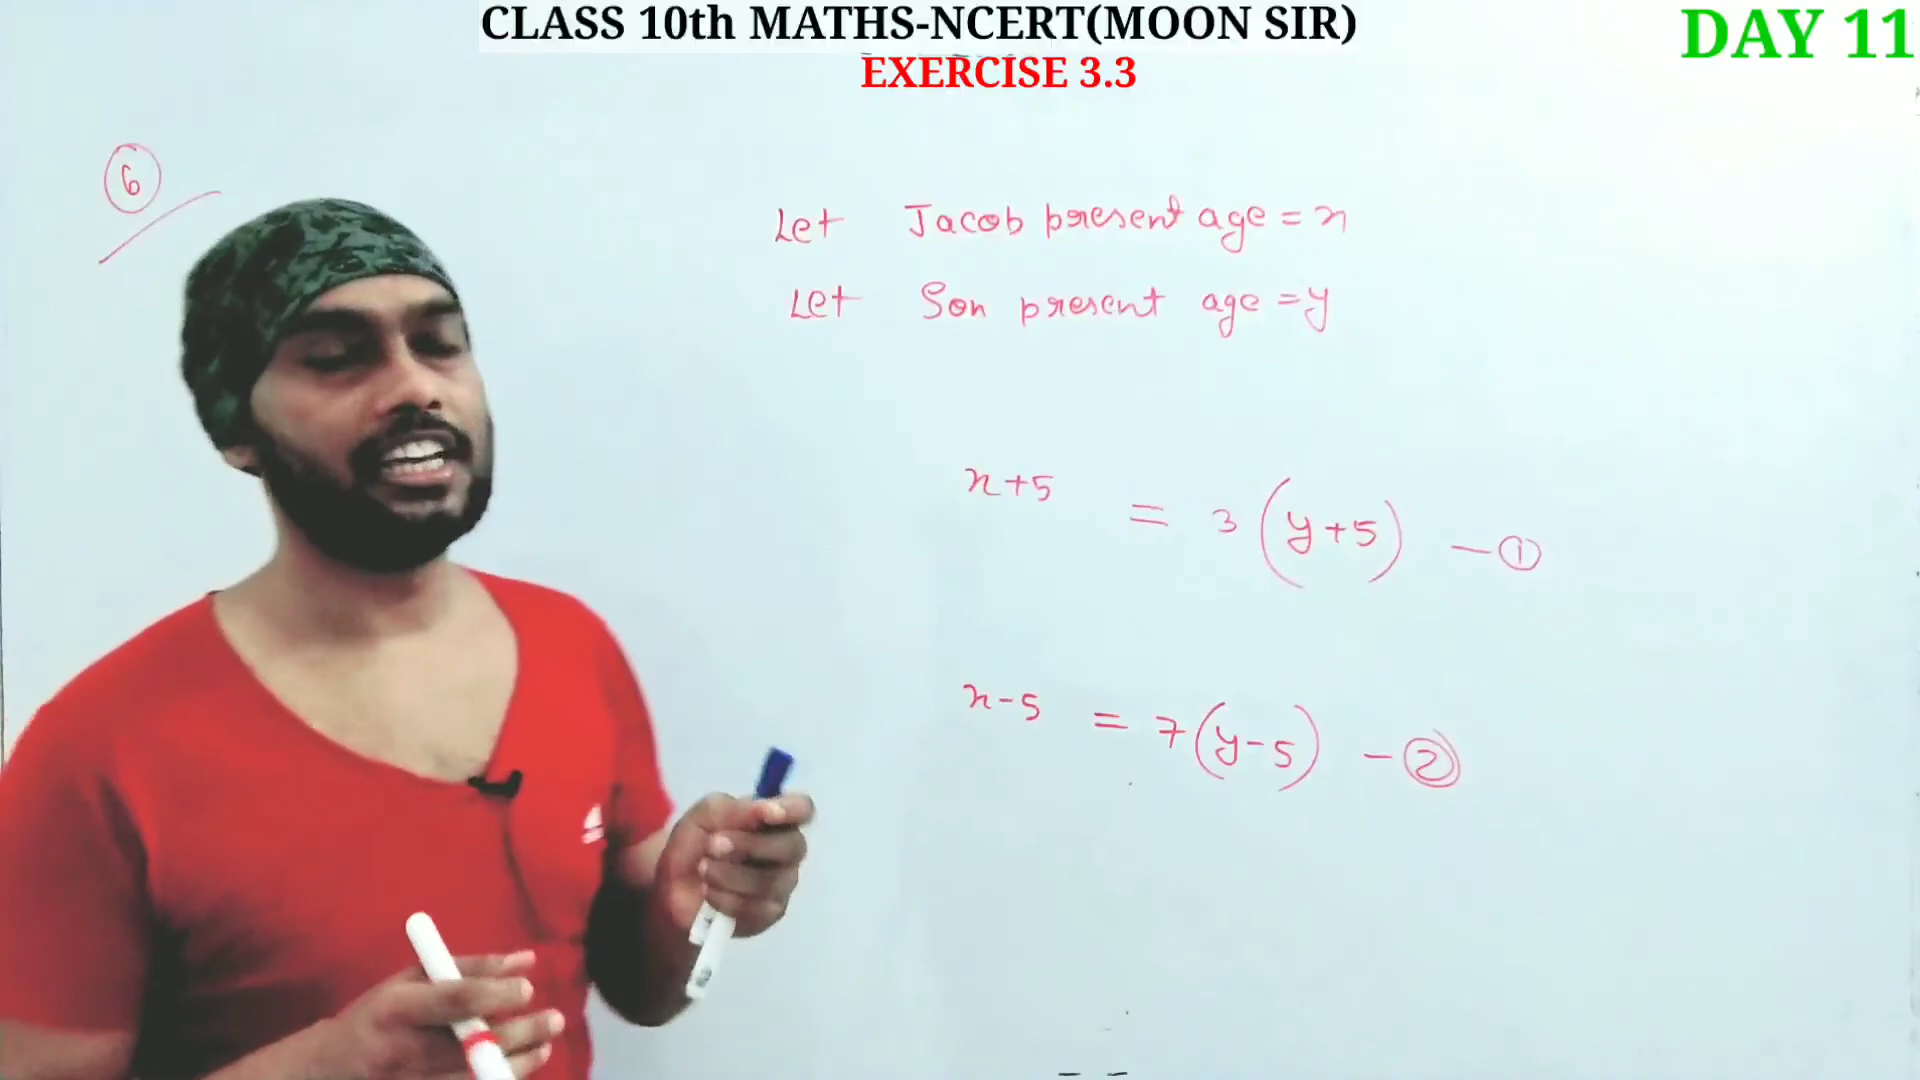 CLASS 10th MATHS-NCERT(MOON SIR)
DAY 11
EXERCISE 3.3
6
Let Jacob present age = x
Let Son present age = y
x+5 = 3(y+5) — 1
x-5 = 7(y-5) - 2